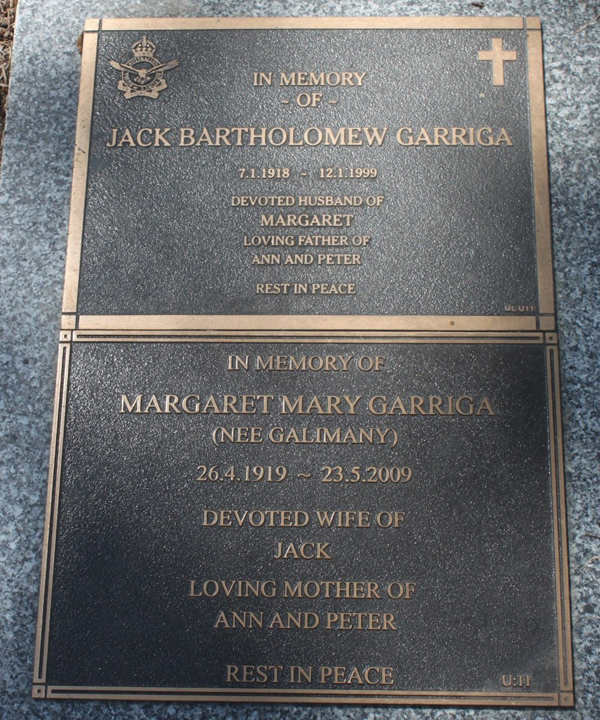 IN MEMORY
~ OF ~
JACK BARTHOLOMEW GARRIGA
7.1.1918 - 12.1.1999
DEVOTED HUSBAND OF
MARGARET
LOVING FATHER OF
ANN AND PETER
REST IN PEACE
IN MEMORY OF
MARGARET MARY GARRIGA
(NEE GALIMANY)
26.4.1919 ~ 23.5.2009
DEVOTED WIFE OF
JACK
LOVING MOTHER OF
ANN AND PETER
REST IN PEACE
U:11